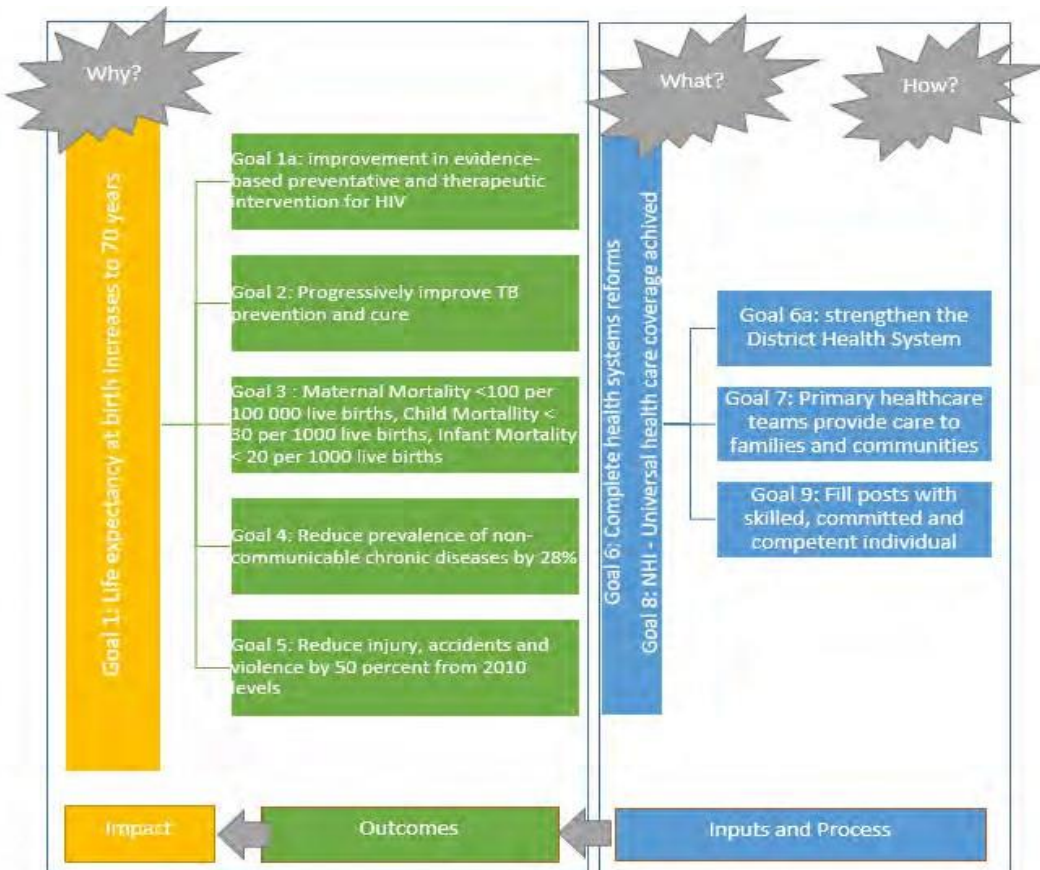 Why?
What?
How?
Goal 1: Life expectancy at birth increases to 70 years
Goal 1a: improvement in evidence-
based preventative and therapeutic
intervention for HIV
Goal 2: Progressively improve TB
prevention and cure
Goal 3 : Maternal Mortality <100 per
100 000 live births, Child Mortallity <
30 per 1000 live births, Infant Mortality
< 20 per 1000 live births
Goal 4: Reduce prevalence of non-
communicable chronic diseases by 28%
Goal 5: Reduce injury, accidents and
violence by 50 percent from 2010
levels
Goal 6: Complete health systems reforms
Goal 8: NHI - Universal health care coverage achived
Goal 6a: strengthen the
District Health System
Goal 7: Primary healthcare
teams provide care to
families and communities
Goal 9: Fill posts with
skilled, committed and
competent individual
Impact
Outcomes
Inputs and Process